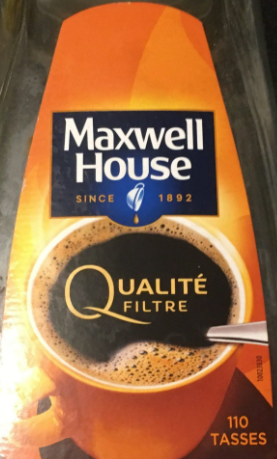 Maxwell
House
SINCE 1892
QUALITÉ
FILTRE
110
TASSES